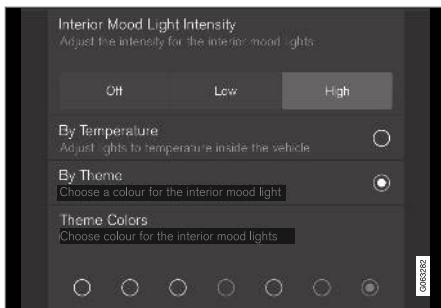 Interior Mood Light Intensity
Adjust the intensity for the interior mood lights
Off Low High
By Temperature
Adjust lights to temperature inside the vehicle
By Theme
Choose a colour for the interior mood light
Theme Colors
Choose colour for the interior mood lights
G063282